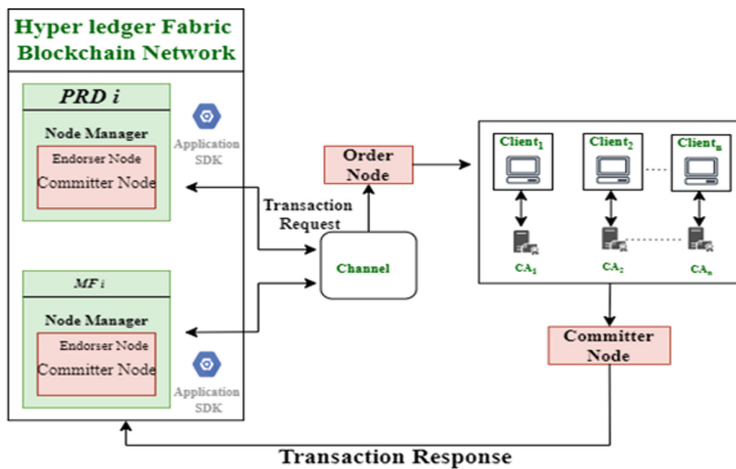 Hyper ledger Fabric
Blockchain Network
PRD i
Node Manager
Endorser Node
Committer Node
Application
SDK
MF i
Node Manager
Endorser Node
Committer Node
Application
SDK
Transaction
Request
Channel
Order
Node
Client1
Client2
Clientn
CA1
CA2
CAn
Committer
Node
Transaction Response